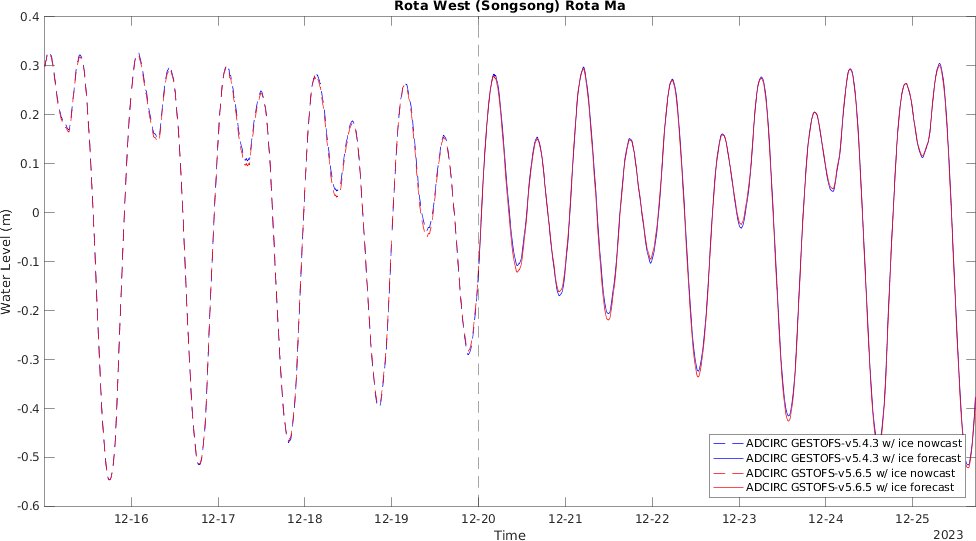 Rota West (Songsong) Rota Ma
0.4
0.3
0.2
0.1
0
-0.1
-0.2
-0.3
-0.4
-0.5
-0.6
Water Level (m)
ADCIRC GESTOFS-v5.4.3 w/ ice nowcast
ADCIRC GESTOFS-v5.4.3 w/ ice forecast
ADCIRC GSTOFS-v5.6.5 w/ ice nowcast
ADCIRC GSTOFS-v5.6.5 w/ ice forecast
12-16 12-17 12-18 12-19 12-20 12-21 12-22 12-23 12-24 12-25
Time
2023